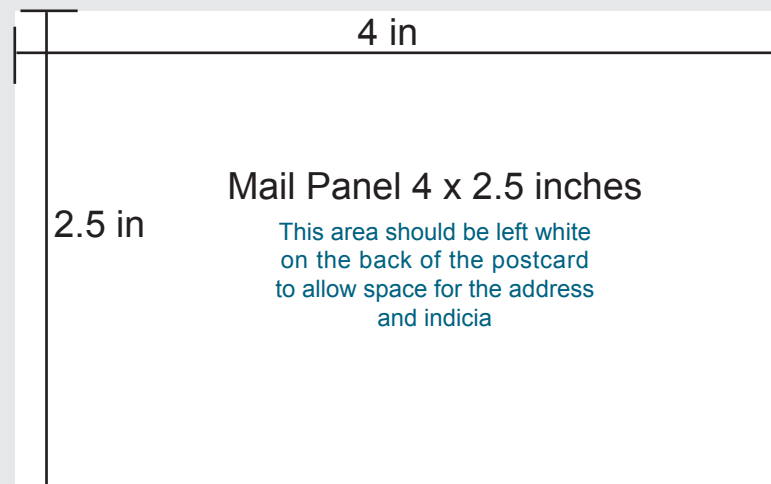 4 in
Mail Panel 4 x 2.5 inches
2.5 in
This area should be left white
on the back of the postcard
to allow space for the address
and indicia